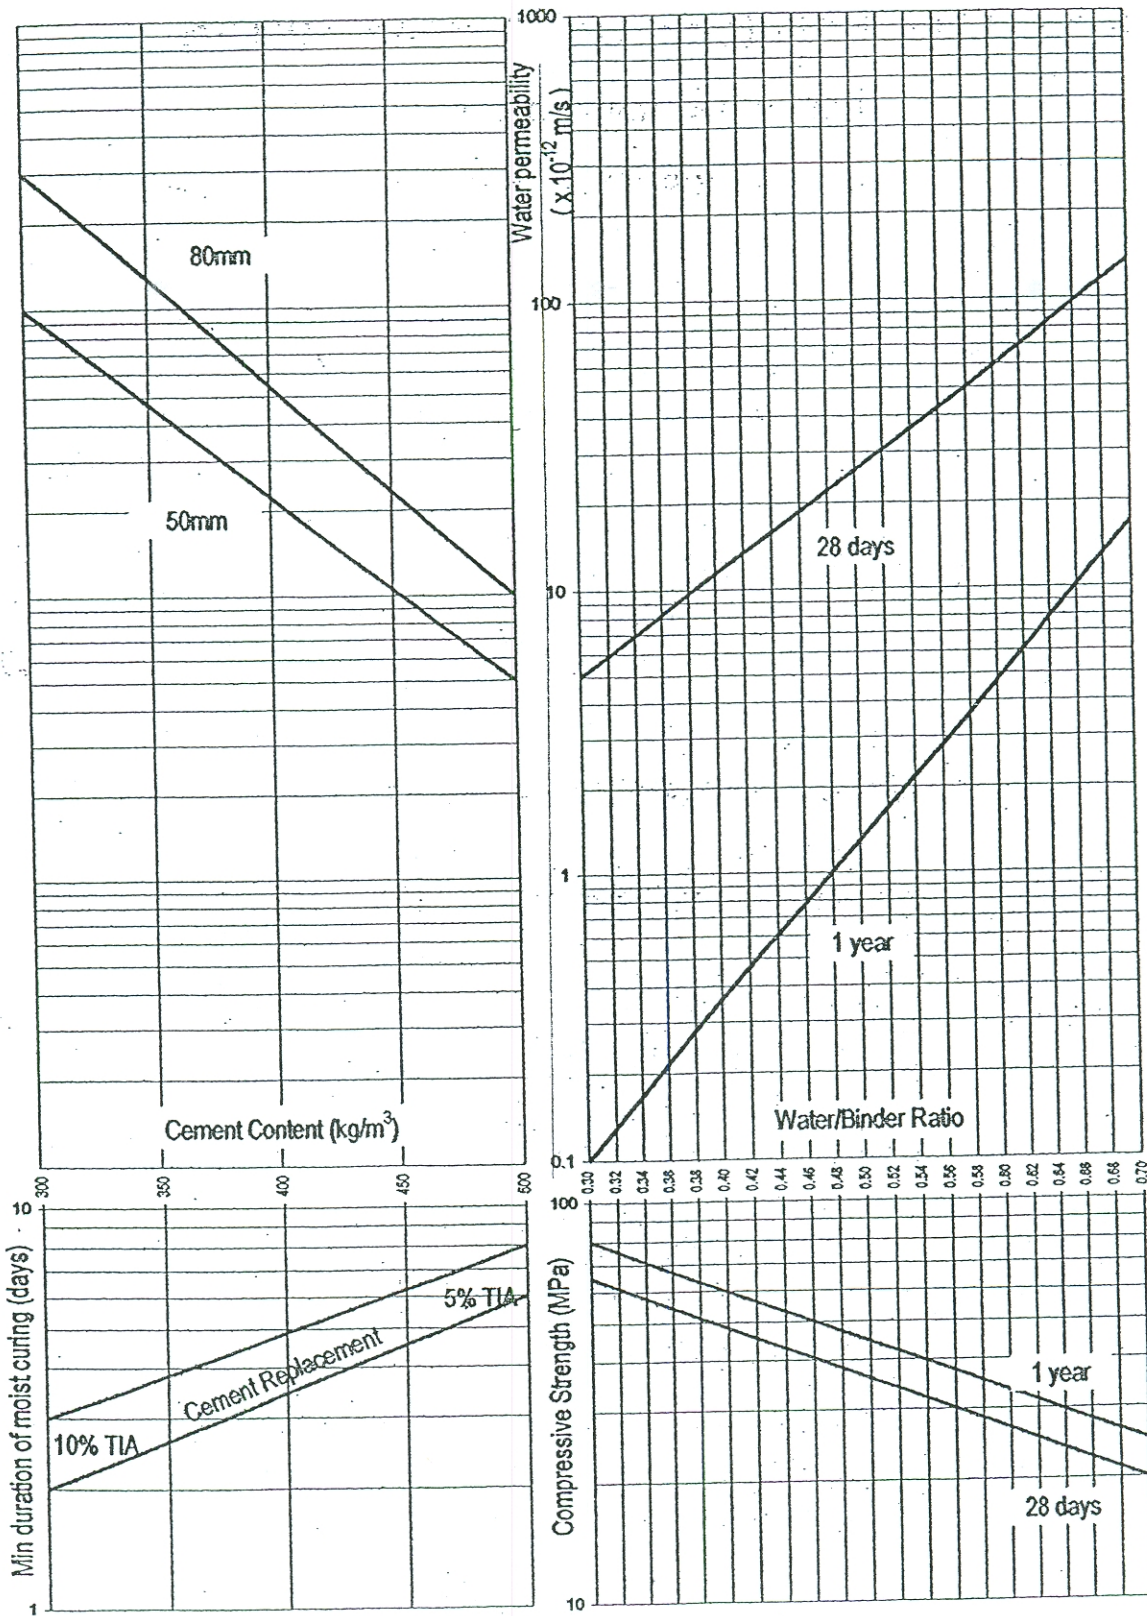 1000
Water permeability
(x10⁻¹² m/s)
80mm
100
50mm
28 days
10
1
1 year
Cement Content (kg/m³)
Water/Binder Ratio
0.1
300
350
400
450
500
0.30
0.32
0.34
0.36
0.38
0.40
0.42
0.44
0.46
0.48
0.50
0.52
0.54
0.56
0.58
0.60
0.62
0.64
0.66
0.68
0.70
10
Min duration of moist curing (days)
5% TIA
Cement Replacement
10% TIA
1
100
Compressive Strength (MPa)
1 year
28 days
10